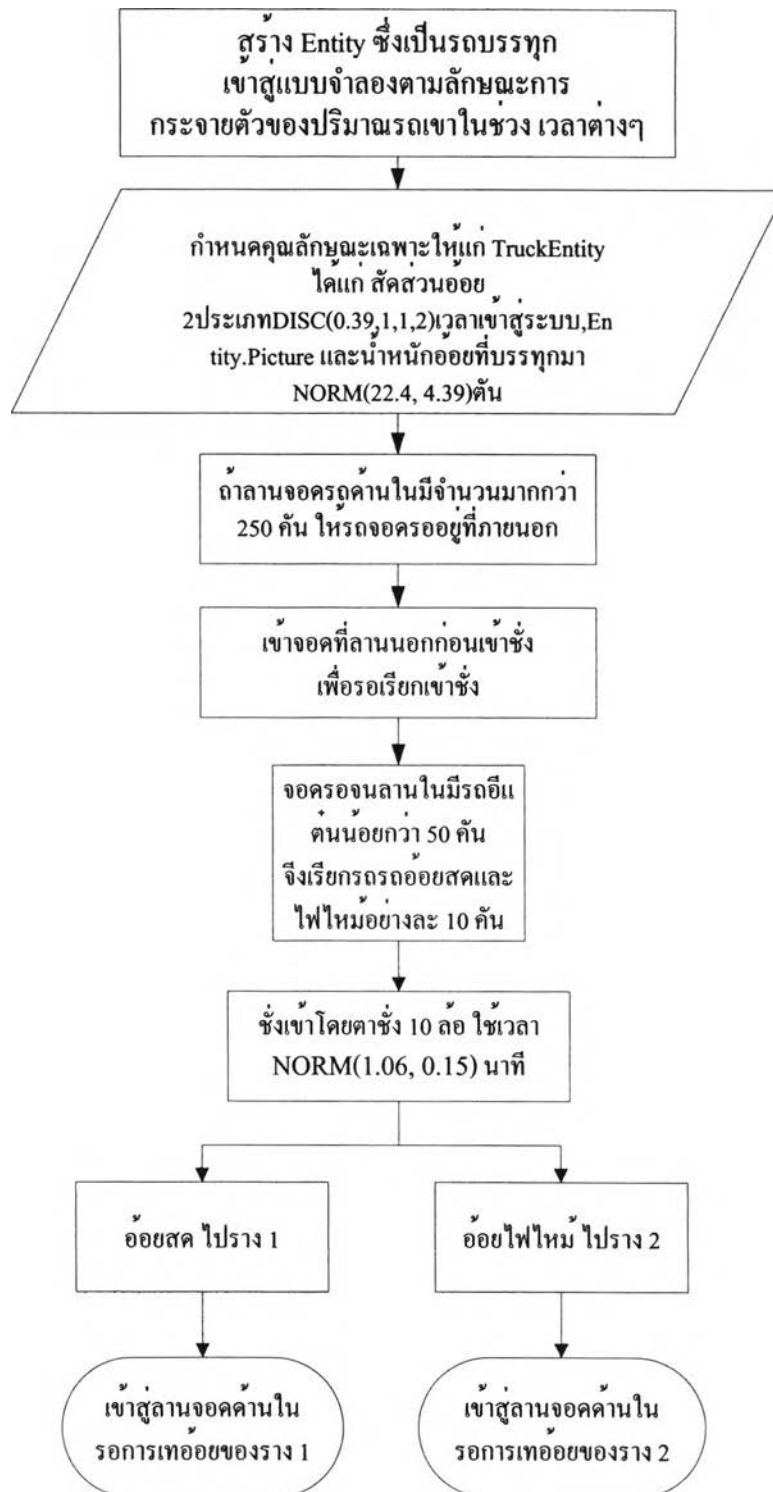 สร้าง Entity ซึ่งเป็นรถบรรทุก
เข้าสู่แบบจำลองตามลักษณะการ
กระจายตัวของปริมาณรถเขาในช่วง เวลาต่างๆ
กำหนดคุณลักษณะเฉพาะให้แก่ TruckEntity
ได้แก่ สัดส่วนอ้อย
2ประเภทDISC(0.39,1,1,2)เวลาเข้าสู่ระบบ,En
tity.Picture และน้ำหนักอ้อยที่บรรทุกมา
NORM(22.4, 4.39)ตัน
ถ้าลานจอดรถด้านในมีจำนวนมากกว่า
250 คัน ให้รถจอดรออยู่ที่ภายนอก
เข้าจอดที่ลานนอกก่อนเข้าชั่ง
เพื่อรอเรียกเข้าชั่ง
จอดรอจนลานในมีรถอีแ
ต๋นน้อยกว่า 50 คัน
จึงเรียกรถรถอ้อยสดและ
ไฟไหม้อย่างละ 10 คัน
ชั่งเข้าโดยตาชั่ง 10 ล้อ ใช้เวลา
NORM(1.06, 0.15) นาที
อ้อยสด ไปราง 1
อ้อยไฟไหม้ ไปราง 2
เข้าสู่ลานจอดด้านใน
รอการเทอ้อยของราง 1
เข้าสู่ลานจอดด้านใน
รอการเทอ้อยของราง 2